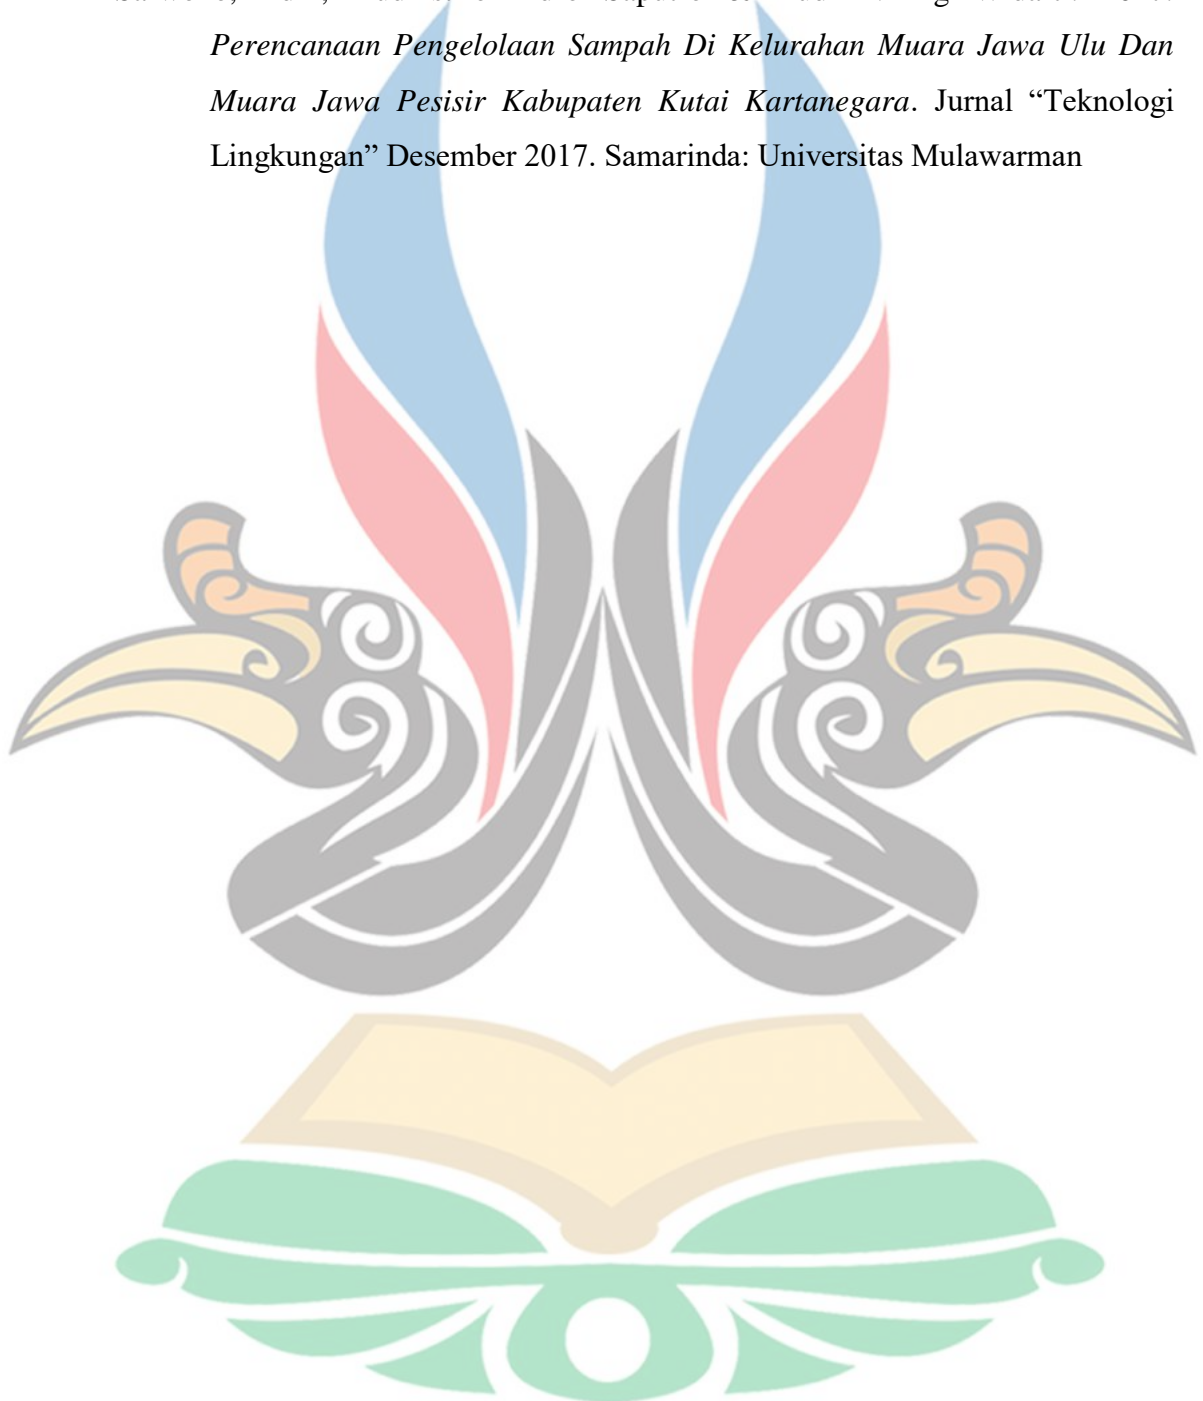 Perencanaan Pengelolaan Sampah Di Kelurahan Muara Jawa Ulu Dan
Muara Jawa Pesisir Kabupaten Kutai Kartanegara. Jurnal “Teknologi
Lingkungan” Desember 2017. Samarinda: Universitas Mulawarman